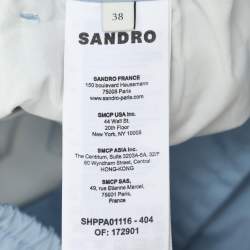 38
SANDRO
SANDRO FRANCE
150 boulevard Haussmann
75008 Paris
www.sandro-paris.com
SMCP USA Inc.
44 Wall St.
20th Floor
New York, NY 10005
SMCP ASIA Inc.
The Centrium, Suite 3203A-5A, 32/F
60 Wyndham Street, Central
HONG-KONG
SMCP SAS,
49, rue Etienne Marcel,
75001 Paris,
France
SHPPA01116 - 404
OF: 172901